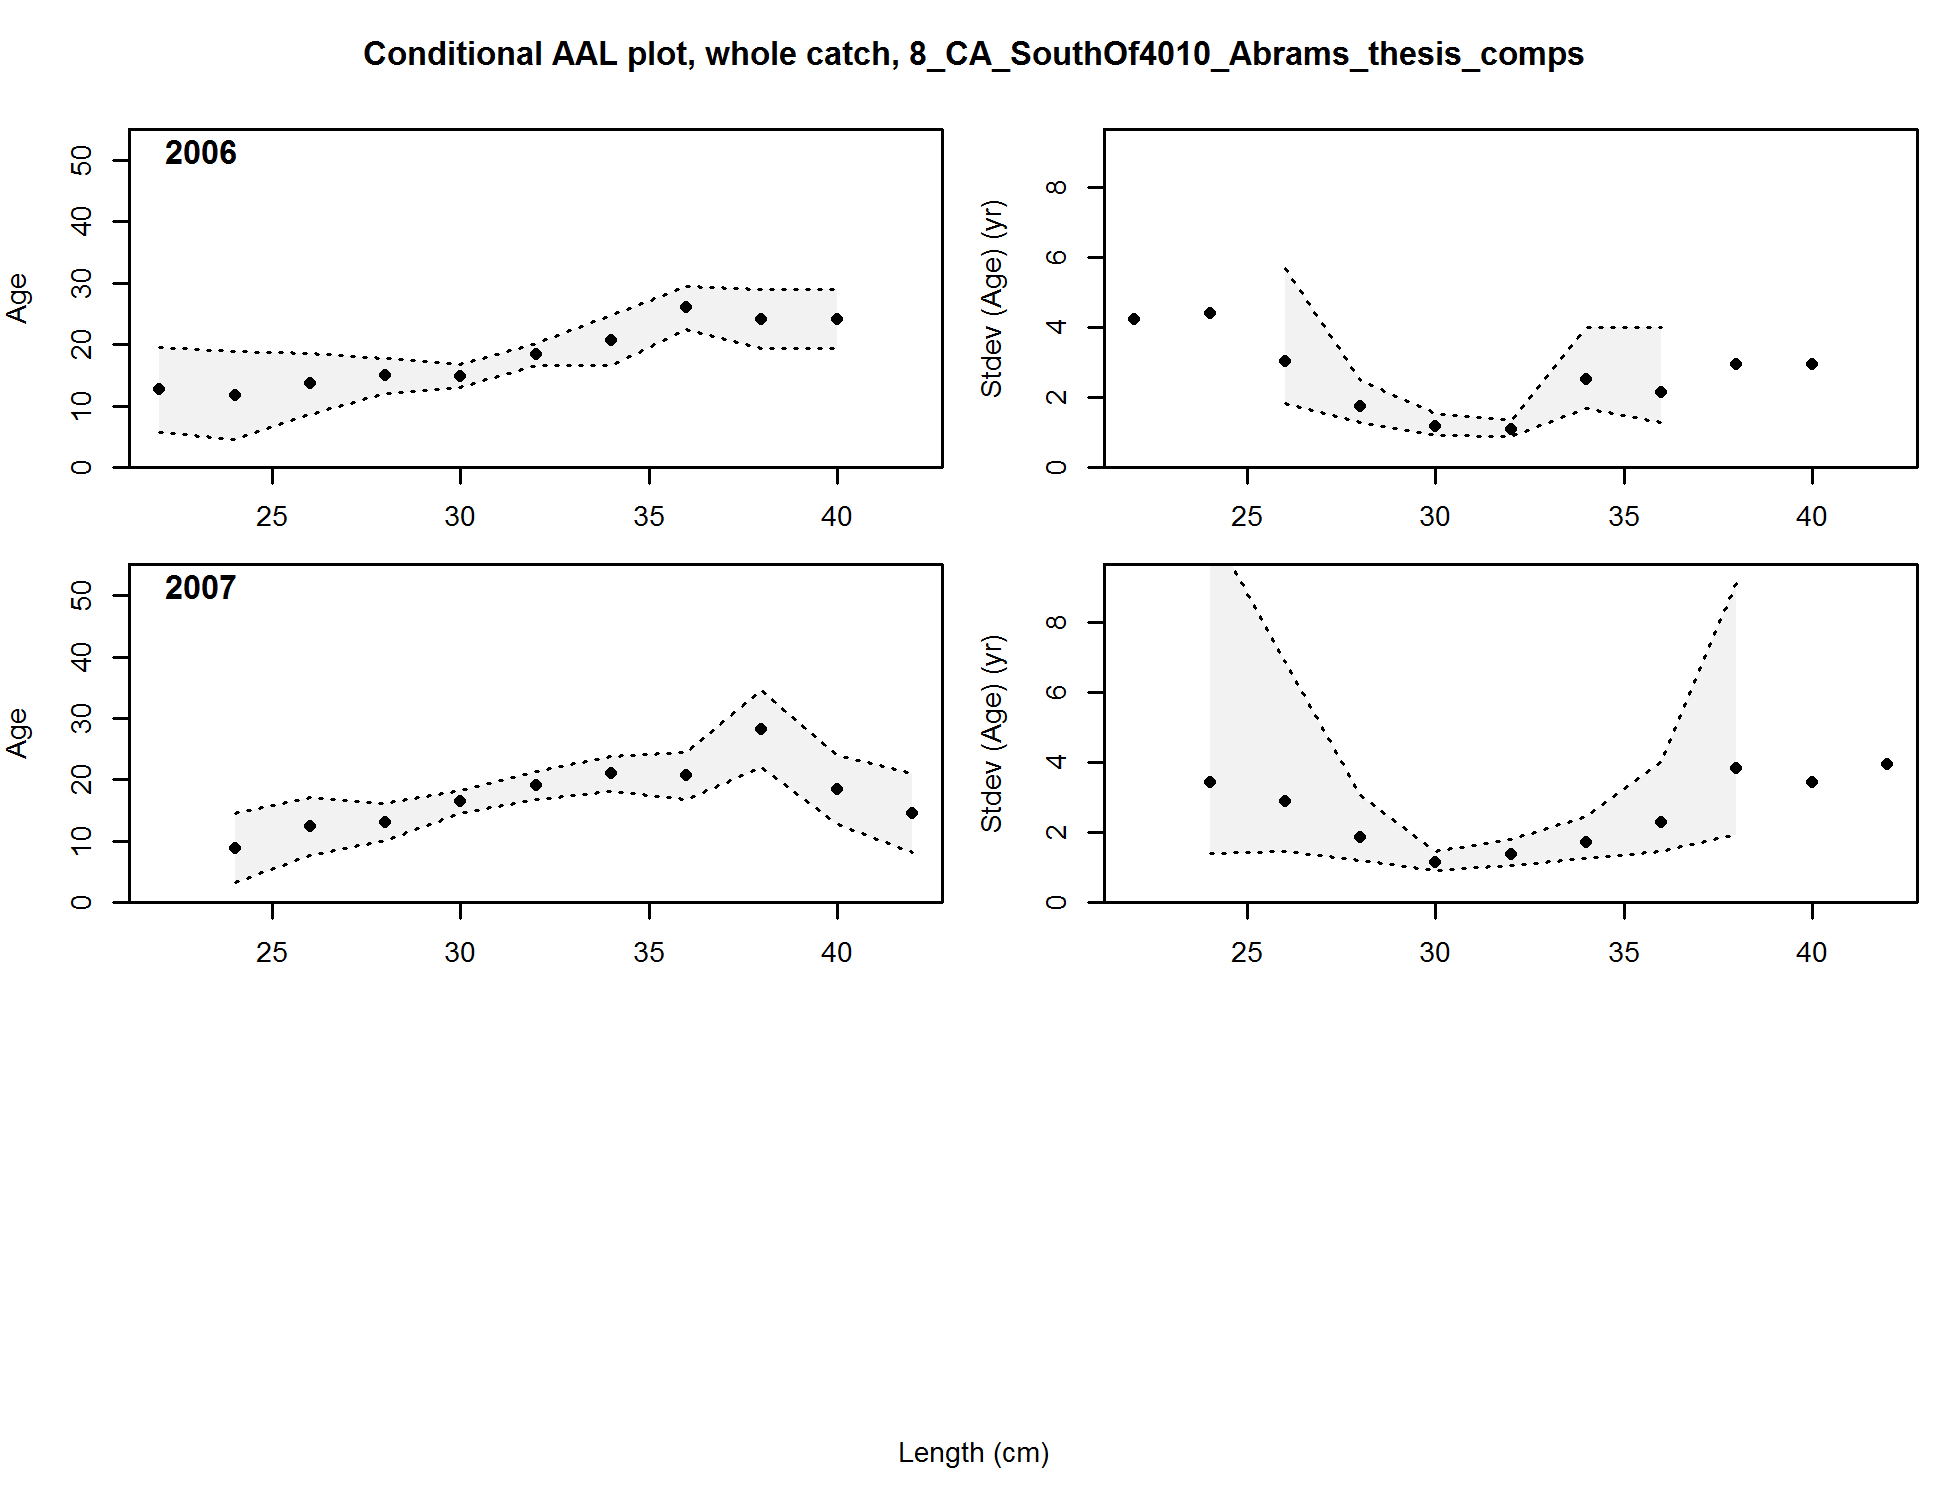 Conditional AAL plot, whole catch, 8_CA_SouthOf4010_Abrams_thesis_comps
2006
Age
0 10 20 30 40 50
25 30 35 40
Stdev (Age) (yr)
0 2 4 6 8
25 30 35 40
2007
Age
0 10 20 30 40 50
25 30 35 40
Stdev (Age) (yr)
0 2 4 6 8
25 30 35 40
Length (cm)